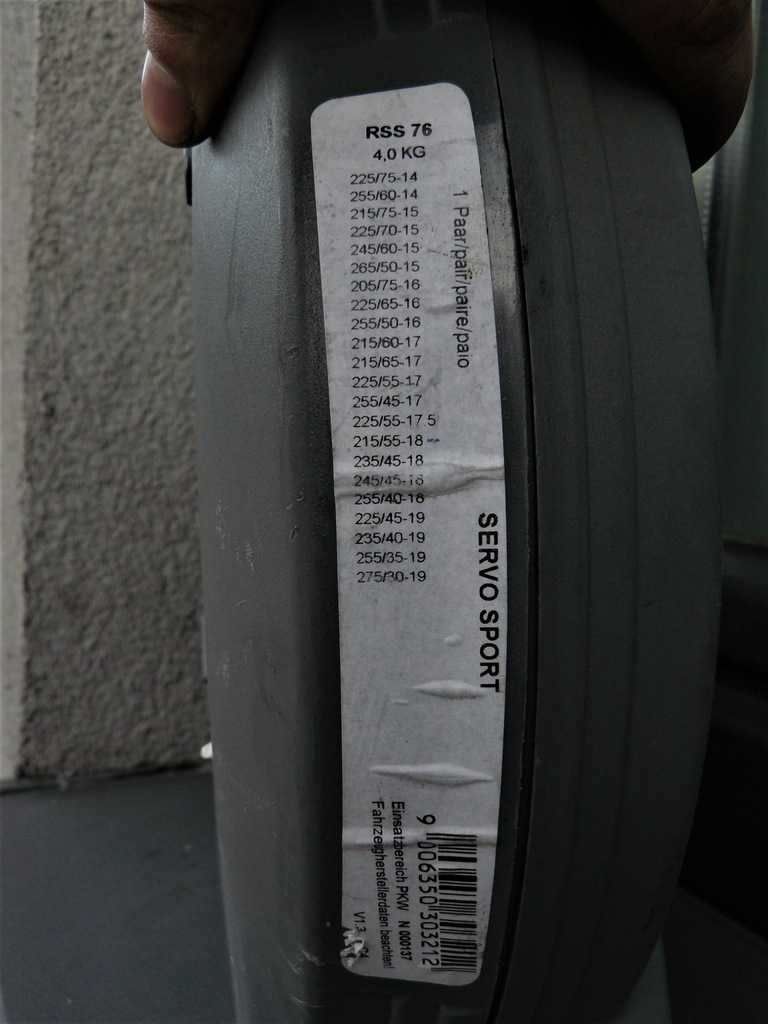 RSS 76
4,0 KG
225/75-14
255/60-14
215/75-15
225/70-15
245/60-15
265/50-15
205/75-16
225/65-16
255/50-16
215/60-17
215/65-17
225/55-17
255/45-17
225/55-17 5
215/55-18
235/45-18
245/45-18
255/40-18
225/45-19
235/40-19
255/35-19
275/30-19
1 Paar/pair/paire/paio
SERVO SPORT
9 006350 303212
Einsatzbereich PKW N 000137
Fahrzeugherstellerdaten beachten!
V1.3